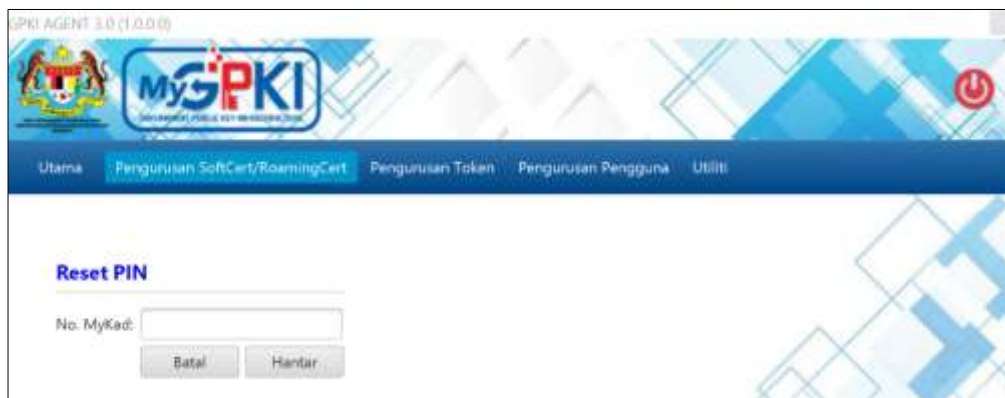 GPKI AGENT 3.0 (1.0.0.0)
MyGPKI
Utama Pengurusan SoftCert/RoamingCert Pengurusan Token Pengurusan Pengguna Utiliti
Reset PIN
No. MyKad:
Batal Hantar